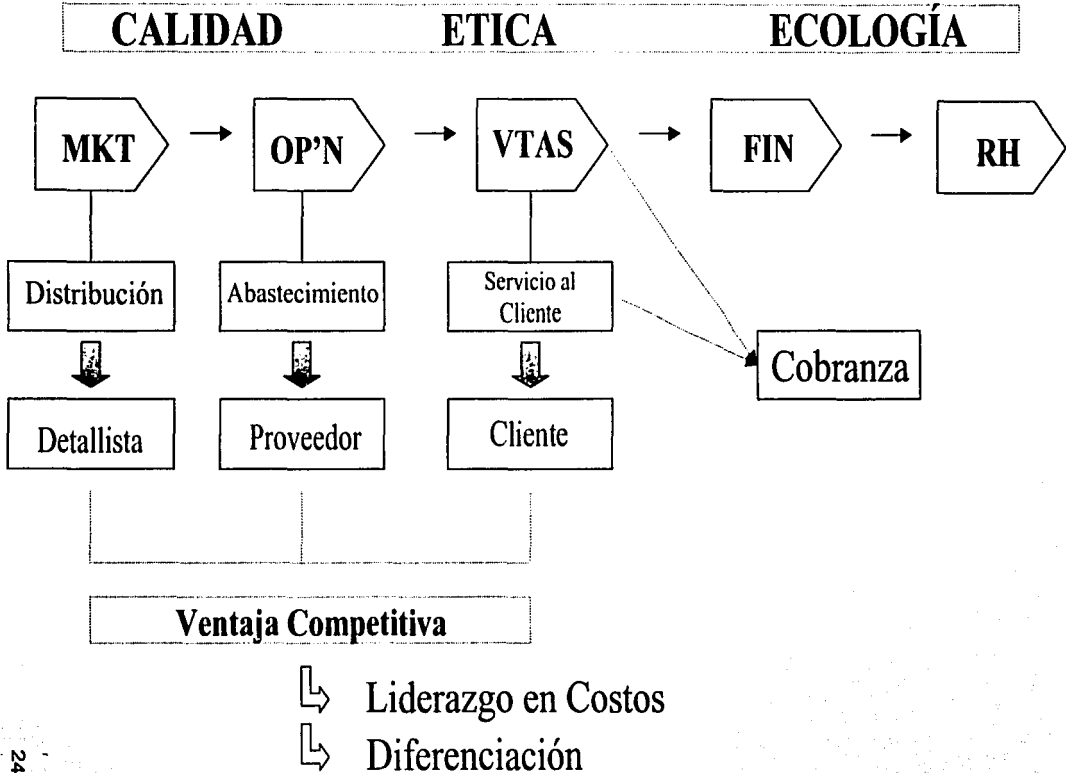 CALIDAD ETICA ECOLOGÍA
MKT OP'N VTAS FIN RH
Distribución Abastecimiento Servicio al
Cliente
Cobranza
Detallista Proveedor Cliente
Ventaja Competitiva
Liderazgo en Costos
Diferenciación
24